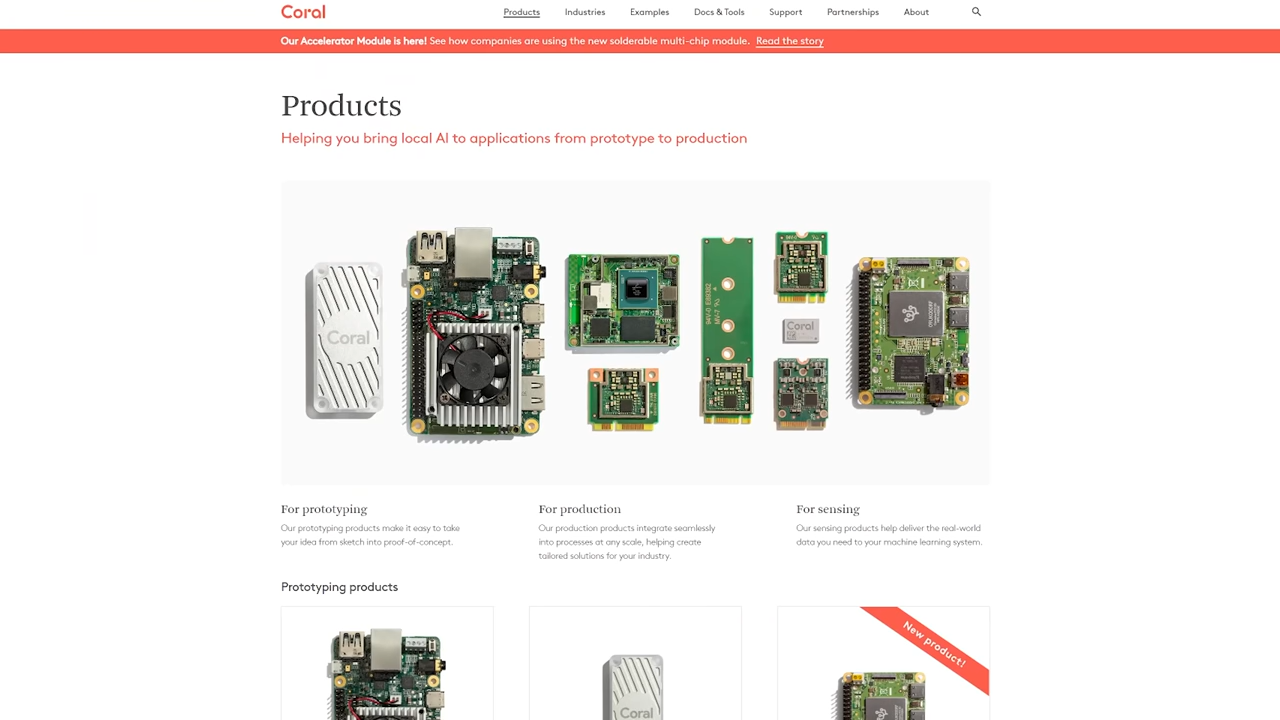 Coral
Products Industries Examples Docs & Tools Support Partnerships About
Our Accelerator Module is here! See how companies are using the new solderable multi-chip module. Read the story
Products
Helping you bring local AI to applications from prototype to production
Coral
Coral
For prototyping
Our prototyping products make it easy to take
your idea from sketch into proof-of-concept.
For production
Our production products integrate seamlessly
into processes at any scale, helping create
tailored solutions for your industry.
For sensing
Our sensing products help deliver the real-world
data you need to your machine learning system.
Prototyping products
New product!
Coral